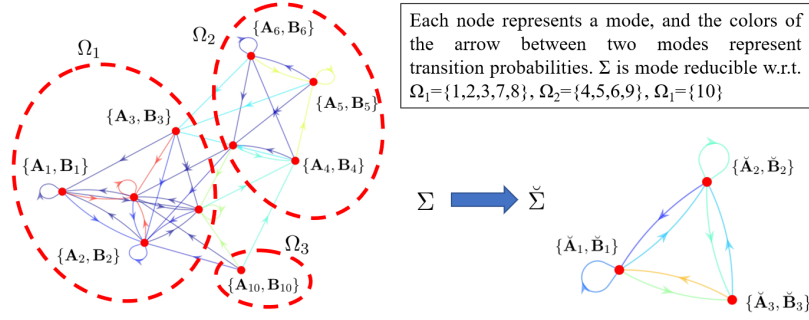 Ω₁
Ω₂
{A₆, B₆}
{A₅, B₅}
{A₃, B₃}
{A₄, B₄}
{A₁, B₁}
{A₂, B₂}
Ω₃
{A₁₀, B₁₀}
Each node represents a mode, and the colors of
the arrow between two modes represent
transition probabilities. Σ is mode reducible w.r.t.
Ω₁={1,2,3,7,8}, Ω₂={4,5,6,9}, Ω₁={10}
Σ
Σ̆
{Ă₂, B̆₂}
{Ă₁, B̆₁}
{Ă₃, B̆₃}